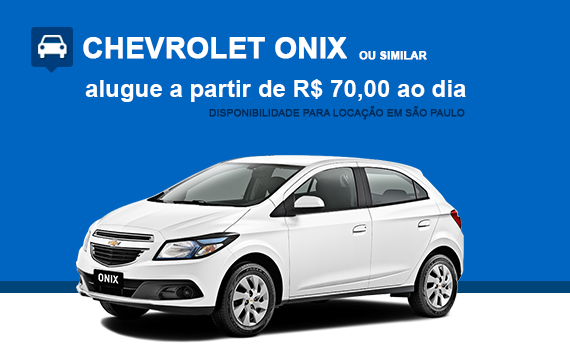 CHEVROLET ONIX OU SIMILAR
alugue a partir de R$ 70,00 ao dia
DISPONIBILIDADE PARA LOCAÇÃO EM SÃO PAULO
ONIX